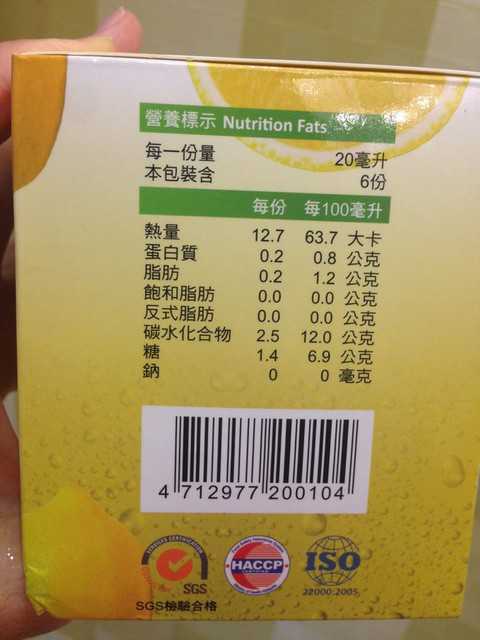 營養標示 Nutrition Fats
每一份量 20毫升
本包裝含 6份
每份 每100毫升
熱量 12.7 63.7 大卡
蛋白質 0.2 0.8 公克
脂肪 0.2 1.2 公克
飽和脂肪 0.0 0.0 公克
反式脂肪 0.0 0.0 公克
碳水化合物 2.5 12.0 公克
糖 1.4 6.9 公克
鈉 0 0 毫克
4 712977 200104
SGS
SGS檢驗合格
HACCP
ISO
22000:2005